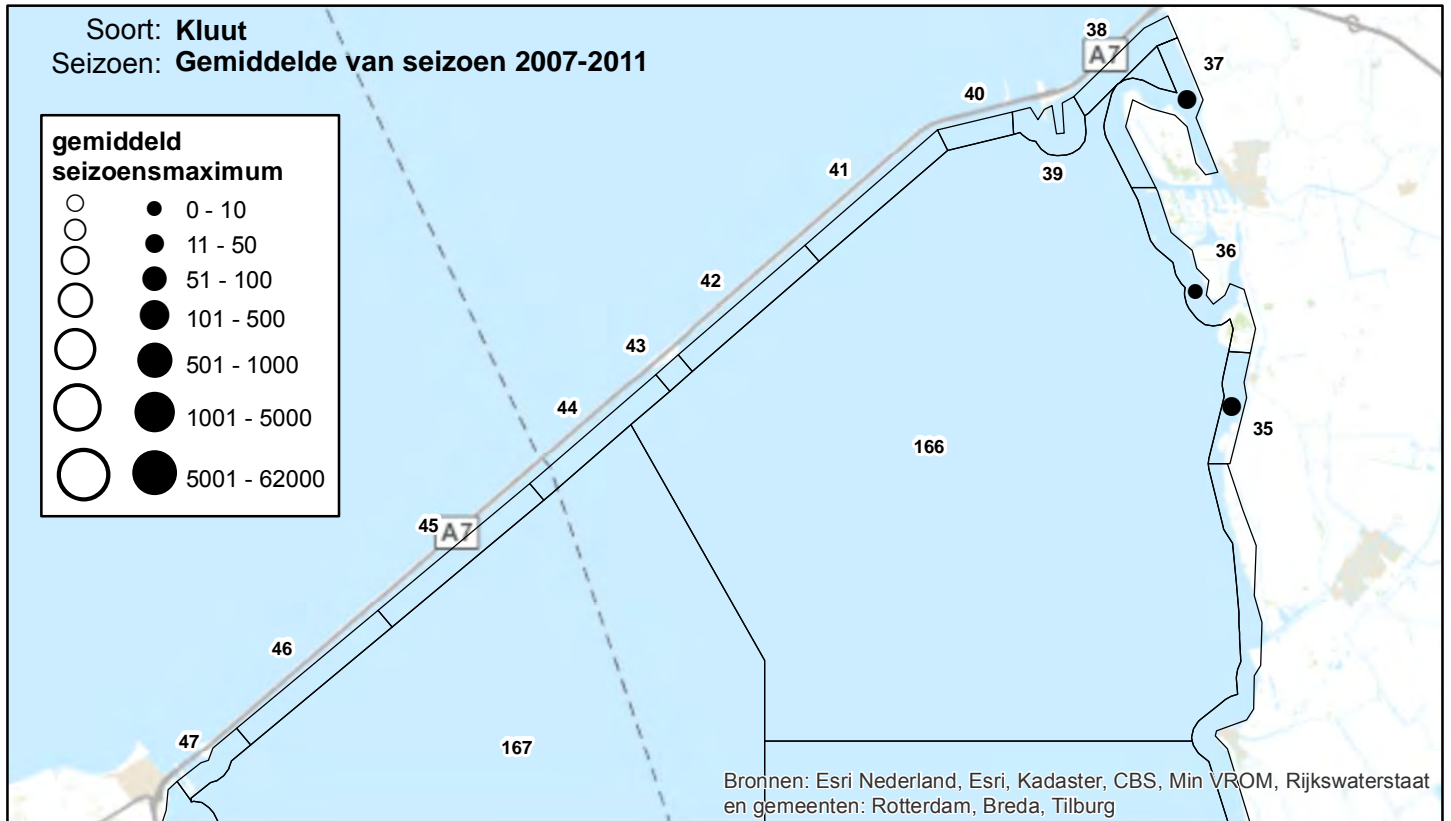 Soort: Kluut
Seizoen: Gemiddelde van seizoen 2007-2011
gemiddeld
seizoensmaximum
0 - 10
11 - 50
51 - 100
101 - 500
501 - 1000
1001 - 5000
5001 - 62000
38
A7
37
40
41
39
42
36
43
44
35
166
45
A7
46
47
167
Bronnen: Esri Nederland, Esri, Kadaster, CBS, Min VROM, Rijkswaterstaat
en gemeenten: Rotterdam, Breda, Tilburg